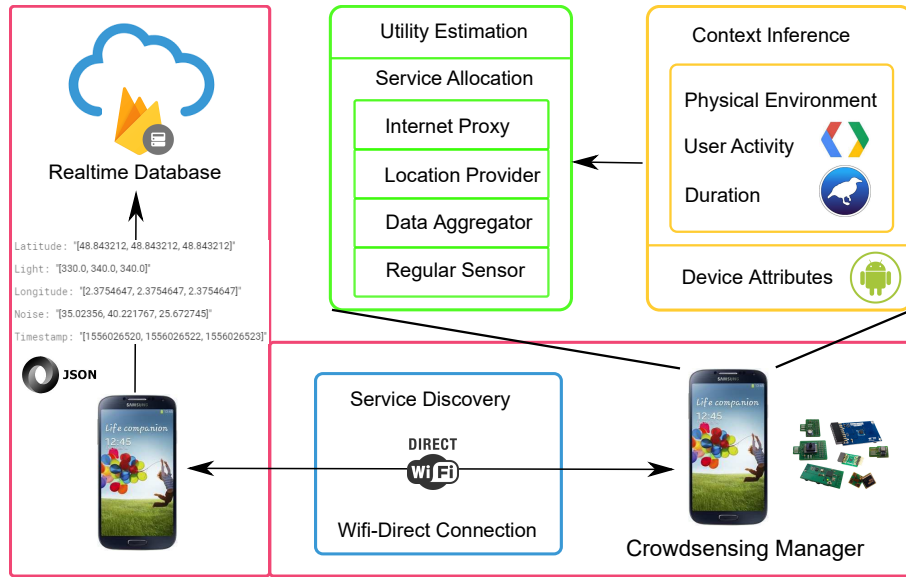 Realtime Database
Latitude: "[48.843212, 48.843212, 48.843212]"
Light: "[330.0, 340.0, 340.0]"
Longitude: "[2.3754647, 2.3754647, 2.3754647]"
Noise: "[35.02356, 40.221767, 25.672745]"
Timestamp: "[1556026520, 1556026522, 1556026523]"
JSON
SAMSUNG
Life companion
12:45
Utility Estimation
Service Allocation
Internet Proxy
Location Provider
Data Aggregator
Regular Sensor
Context Inference
Physical Environment
User Activity
Duration
Device Attributes
Service Discovery
DIRECT
WiFi
Wifi-Direct Connection
SAMSUNG
Life companion
12:45
Crowdsensing Manager